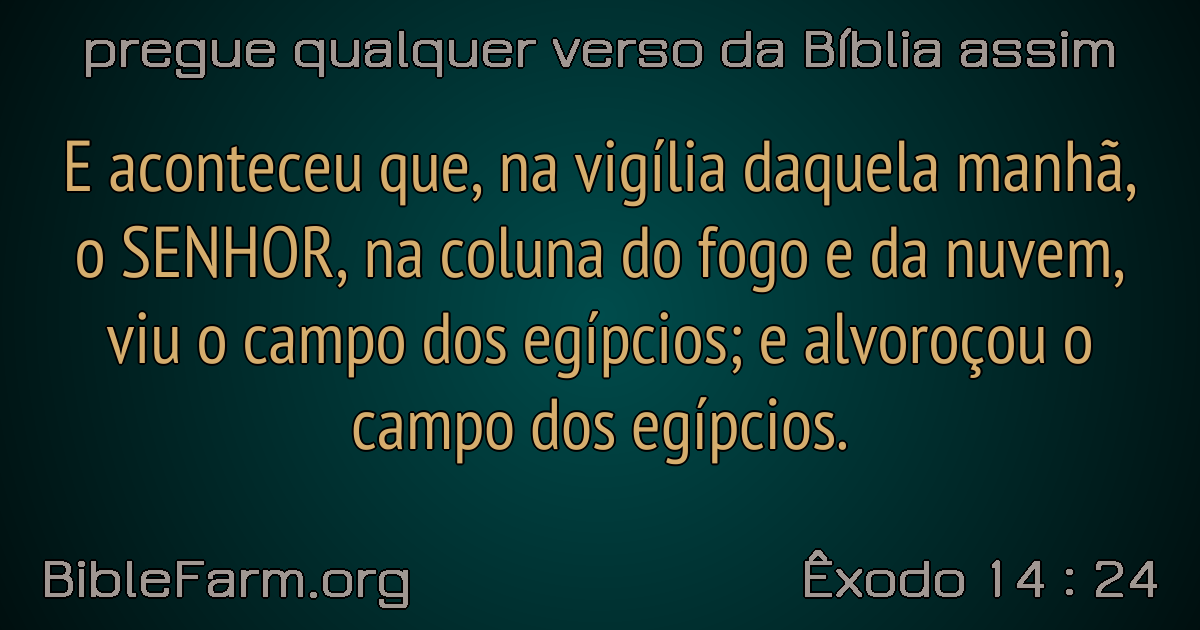 pregue qualquer verso da Bíblia assim
E aconteceu que, na vigília daquela manhã,
o SENHOR, na coluna do fogo e da nuvem,
viu o campo dos egípcios; e alvoroçou o
campo dos egípcios.
BibleFarm.org
Êxodo 14 : 24